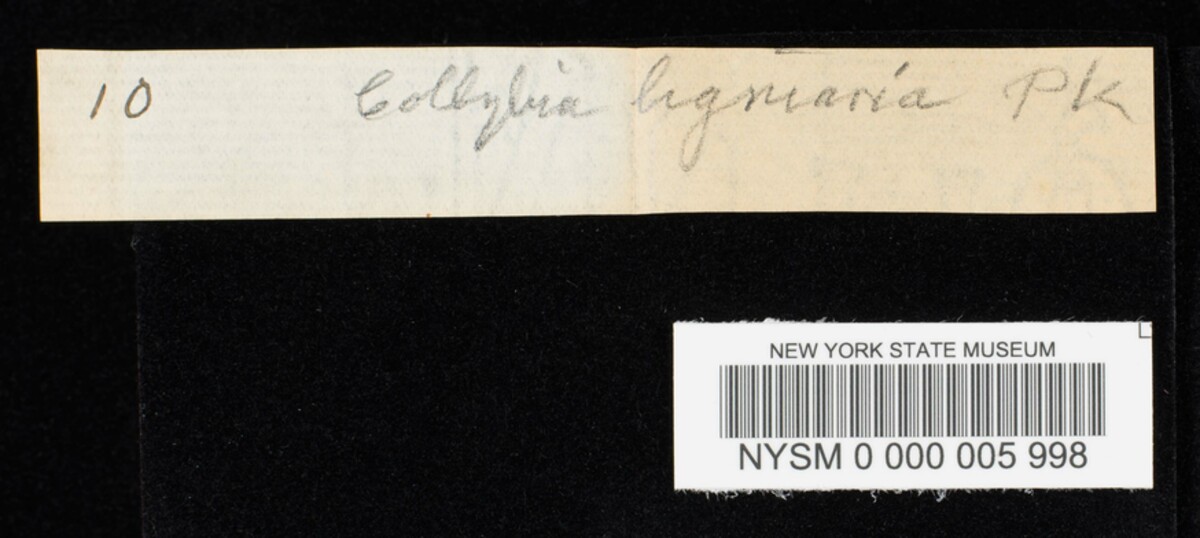 10 Collybia lignaria PK
NEW YORK STATE MUSEUM
NYSM 0 000 005 998